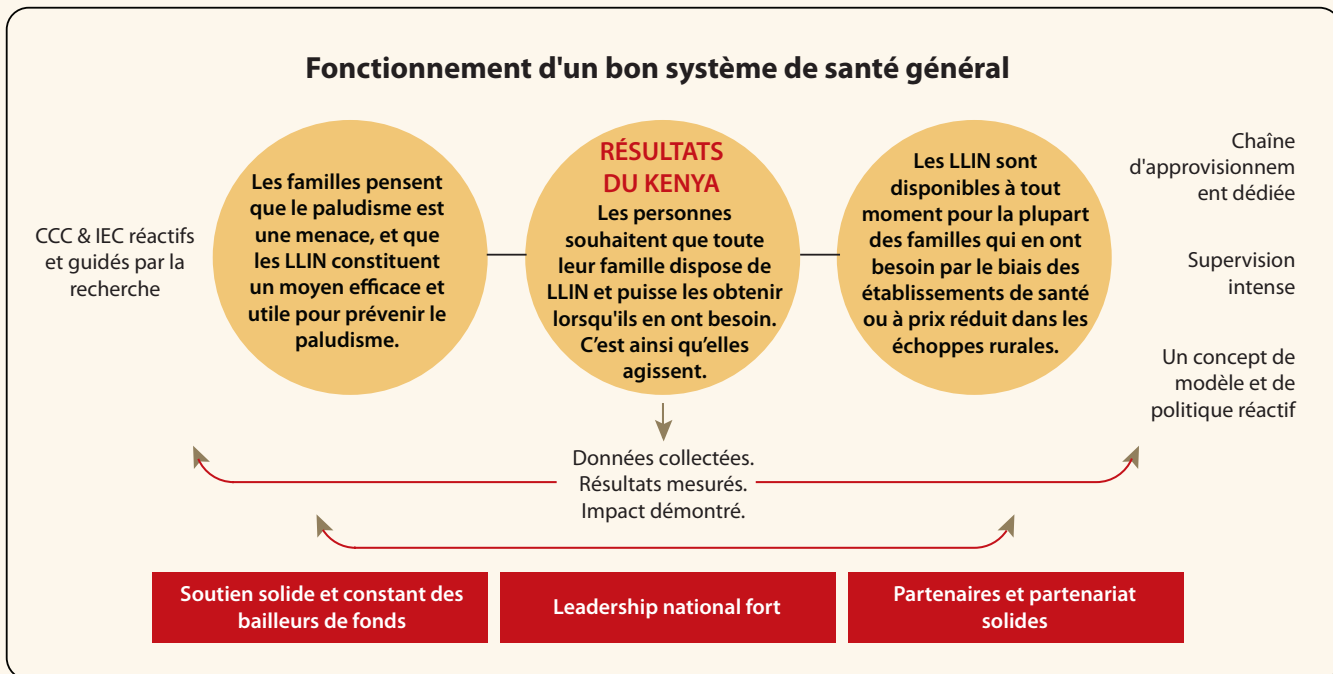 Fonctionnement d'un bon système de santé général
CCC & IEC réactifs
et guidés par la
recherche
Les familles pensent
que le paludisme est
une menace, et que
les LLIN constituent
un moyen efficace et
utile pour prévenir le
paludisme.
RÉSULTATS
DU KENYA
Les personnes
souhaitent que toute
leur famille dispose de
LLIN et puisse les obtenir
lorsqu'ils en ont besoin.
C’est ainsi qu’elles
agissent.
Les LLIN sont
disponibles à tout
moment pour la plupart
des familles qui en ont
besoin par le biais des
établissements de santé
ou à prix réduit dans les
échoppes rurales.
Chaîne
d'approvisionnem
ent dédiée
Supervision
intense
Un concept de
modèle et de
politique réactif
Données collectées.
Résultats mesurés.
Impact démontré.
Soutien solide et constant des
bailleurs de fonds
Leadership national fort
Partenaires et partenariat
solides